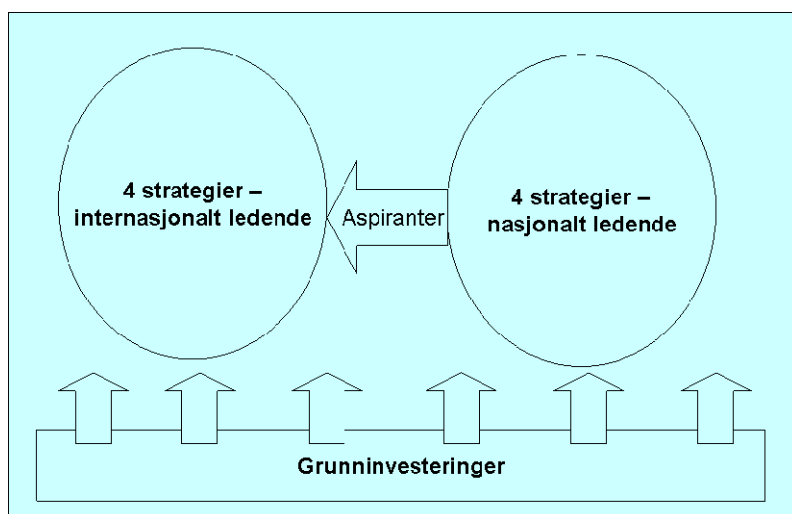 4 strategier –
internasjonalt ledende
Aspiranter
4 strategier –
nasjonalt ledende
Grunninvesteringer